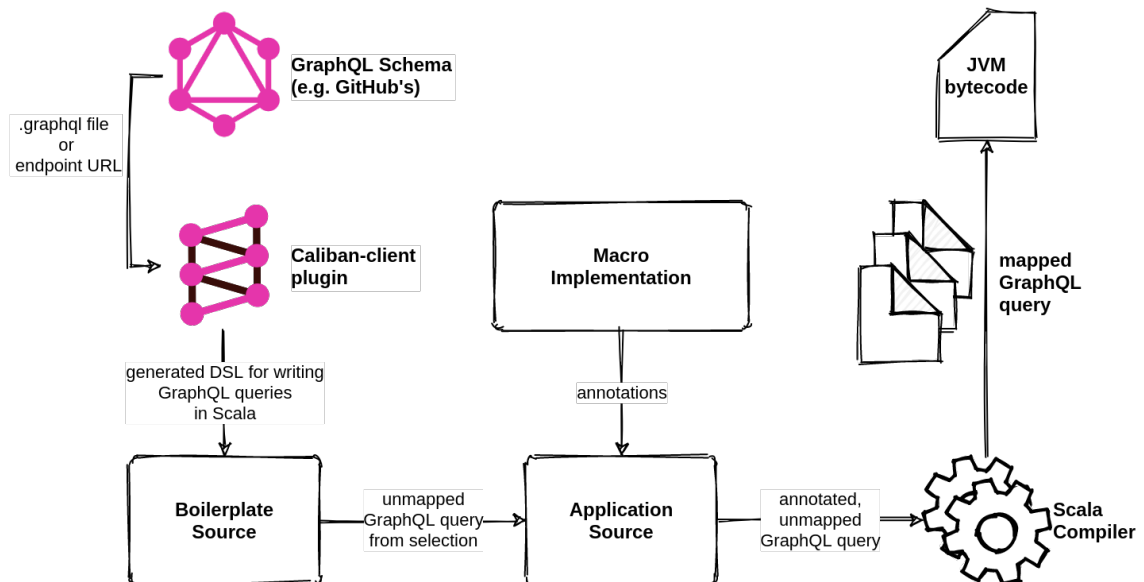 GraphQL Schema
(e.g. GitHub's)
JVM
bytecode
.graphql file
or
endpoint URL
Caliban-client
plugin
Macro
Implementation
mapped
GraphQL
query
generated DSL for writing
GraphQL queries
in Scala
annotations
Boilerplate
Source
unmapped
GraphQL query
from selection
Application
Source
annotated,
unmapped
GraphQL query
Scala
Compiler